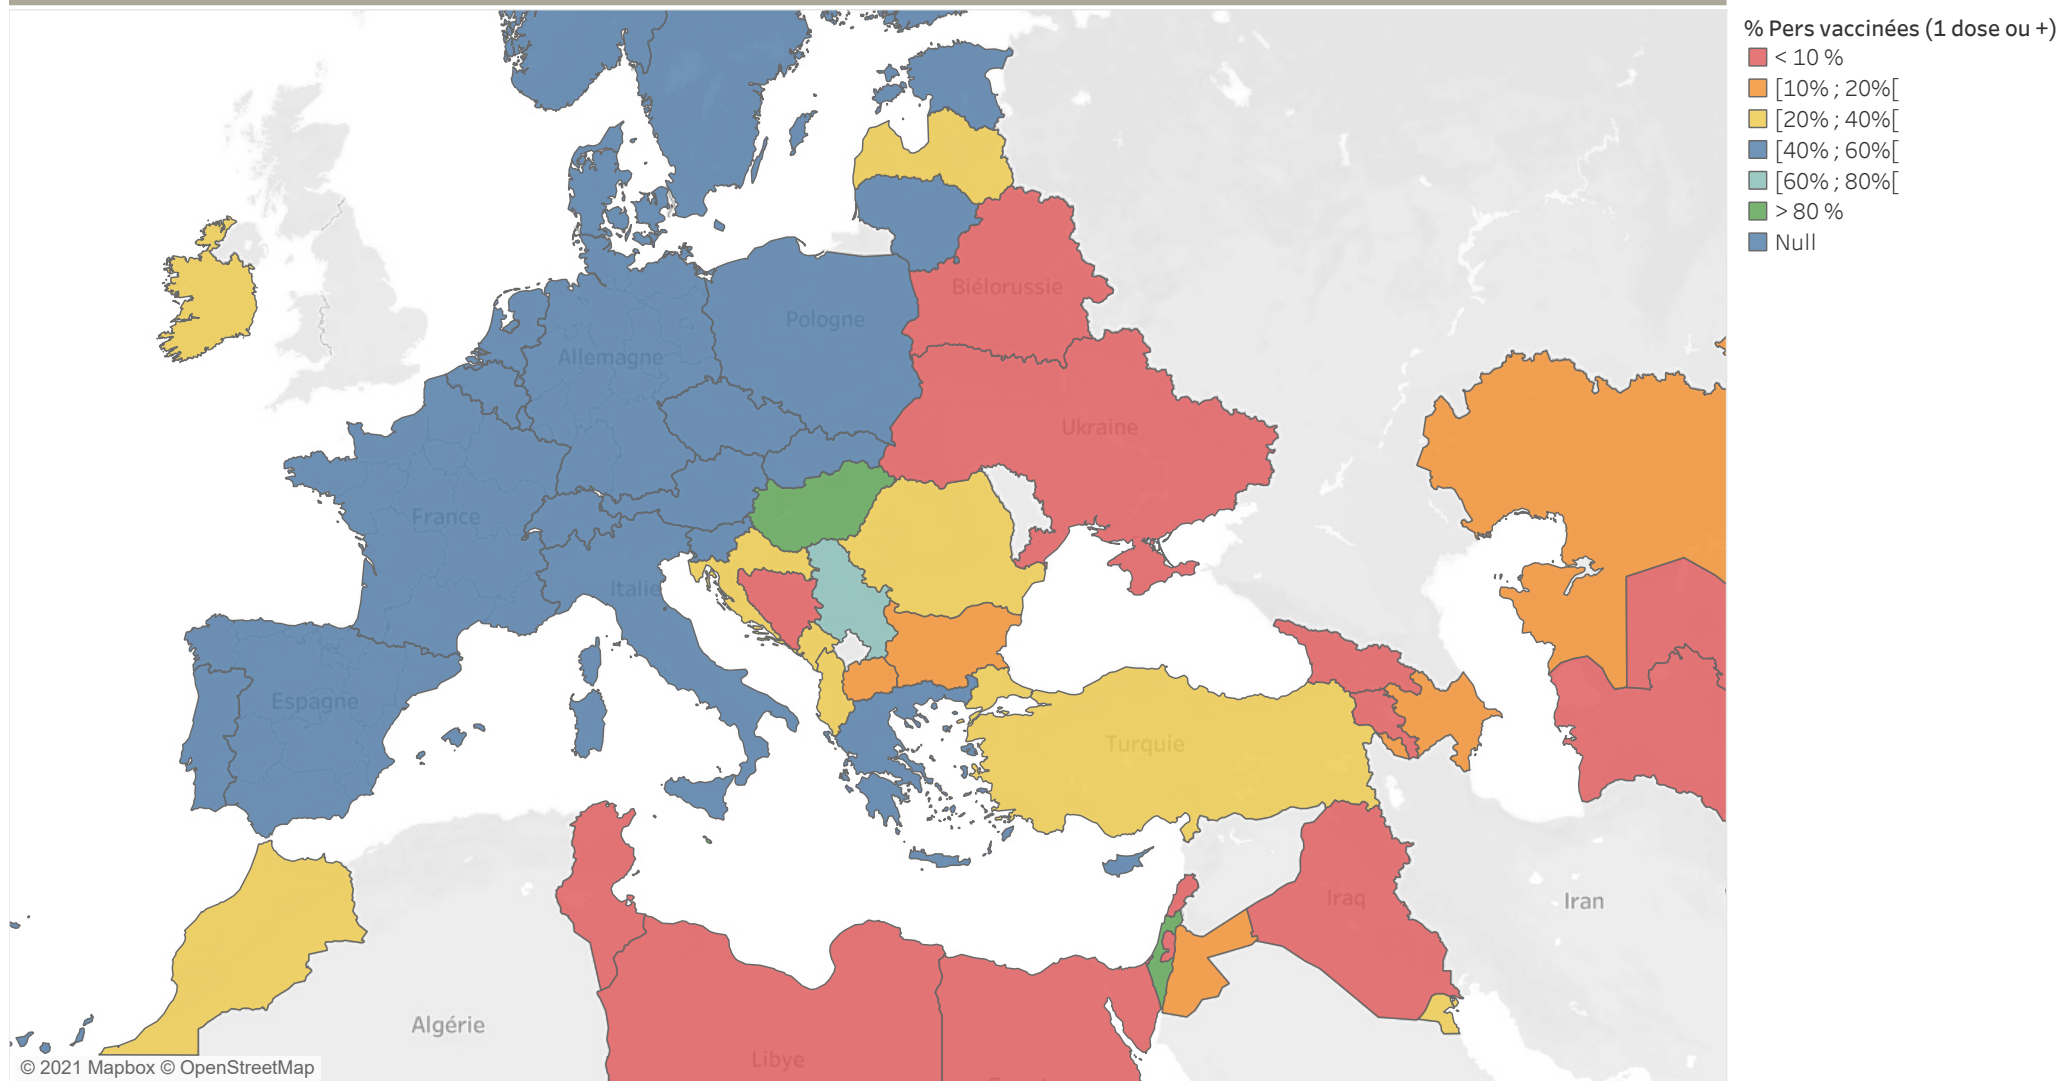 % Pers vaccinées (1 dose ou +)
< 10 %
[10% ; 20%[
[20% ; 40%[
[40% ; 60%[
[60% ; 80%[
> 80 %
Null
Biélorussie
Pologne
Allemagne
Ukraine
France
Italie
Espagne
Turquie
Iraq
Iran
Algérie
Libye
© 2021 Mapbox © OpenStreetMap